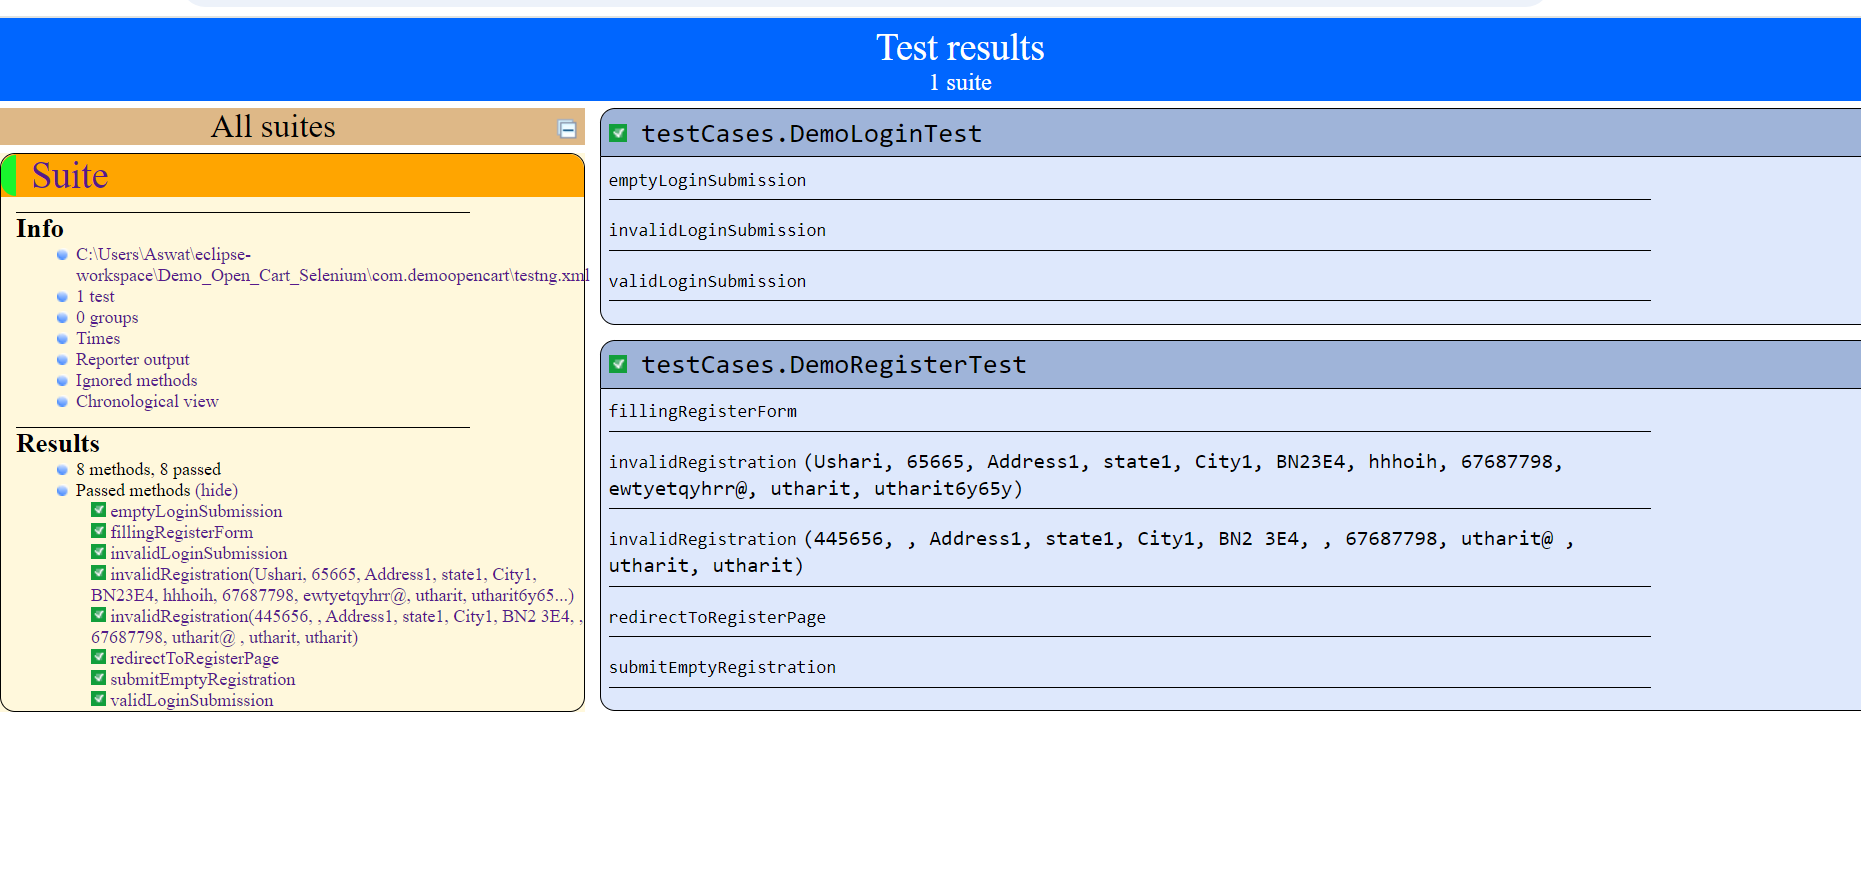 Test results
1 suite
All suites
Suite
Info
C:\Users\Aswat\eclipse-
workspace\Demo_Open_Cart_Selenium\com.demoopencart\testng.xml
1 test
0 groups
Times
Reporter output
Ignored methods
Chronological view
Results
8 methods, 8 passed
Passed methods (hide)
emptyLoginSubmission
fillingRegisterForm
invalidLoginSubmission
invalidRegistration(Ushari, 65665, Address1, state1, City1,
BN23E4, hhhoih, 67687798, ewtyetqyhrr@, utharit, utharit6y65...)
invalidRegistration(445656, , Address1, state1, City1, BN2 3E4, ,
67687798, utharit@ , utharit, utharit)
redirectToRegisterPage
submitEmptyRegistration
validLoginSubmission
testCases.DemoLoginTest
emptyLoginSubmission
invalidLoginSubmission
validLoginSubmission
testCases.DemoRegisterTest
fillingRegisterForm
invalidRegistration (Ushari, 65665, Address1, state1, City1, BN23E4, hhhoih, 67687798,
ewtyetqyhrr@, utharit, utharit6y65y)
invalidRegistration (445656, , Address1, state1, City1, BN2 3E4, , 67687798, utharit@ ,
utharit, utharit)
redirectToRegisterPage
submitEmptyRegistration